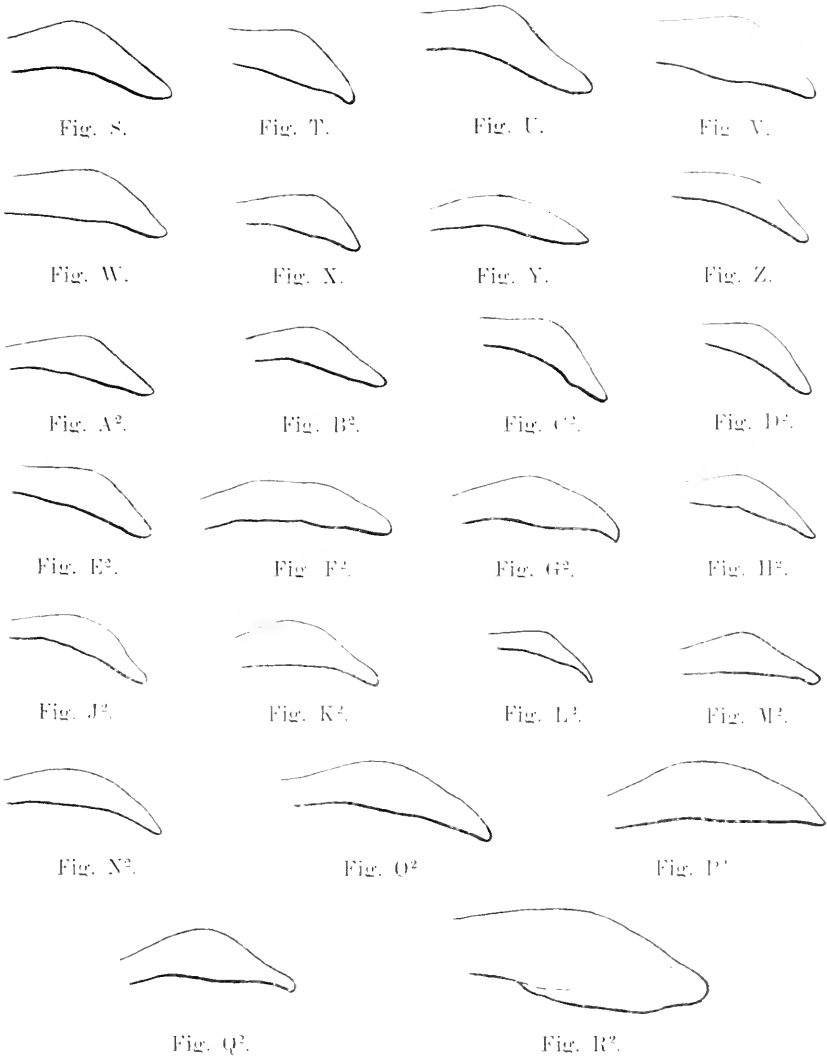 Fig. S. Fig. T. Fig. U. Fig. V.
Fig. W. Fig. X. Fig. Y. Fig. Z.
Fig. A². Fig. B². Fig. C². Fig. D².
Fig. E². Fig. F². Fig. G². Fig. H².
Fig. J². Fig. K². Fig. L². Fig. M².
Fig. N². Fig. O² Fig. P²
Fig. Q². Fig. R².